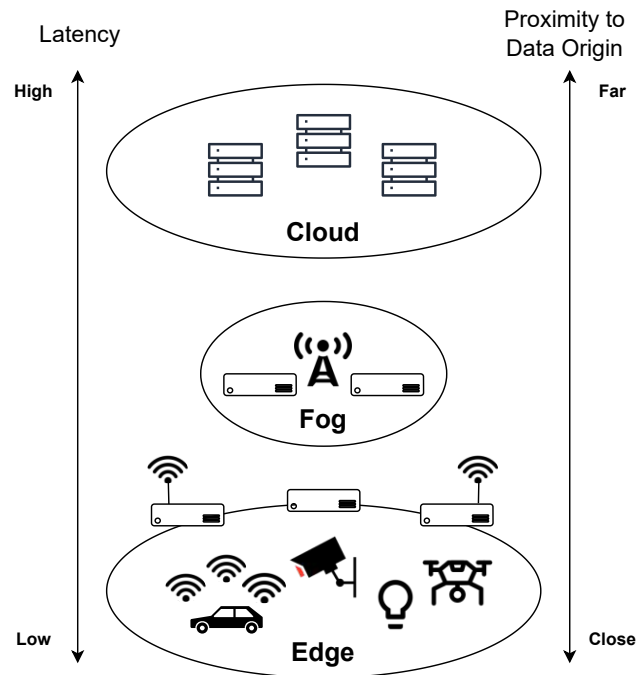 Latency
Proximity to
Data Origin
High
Far
Cloud
Fog
Low
Close
Edge